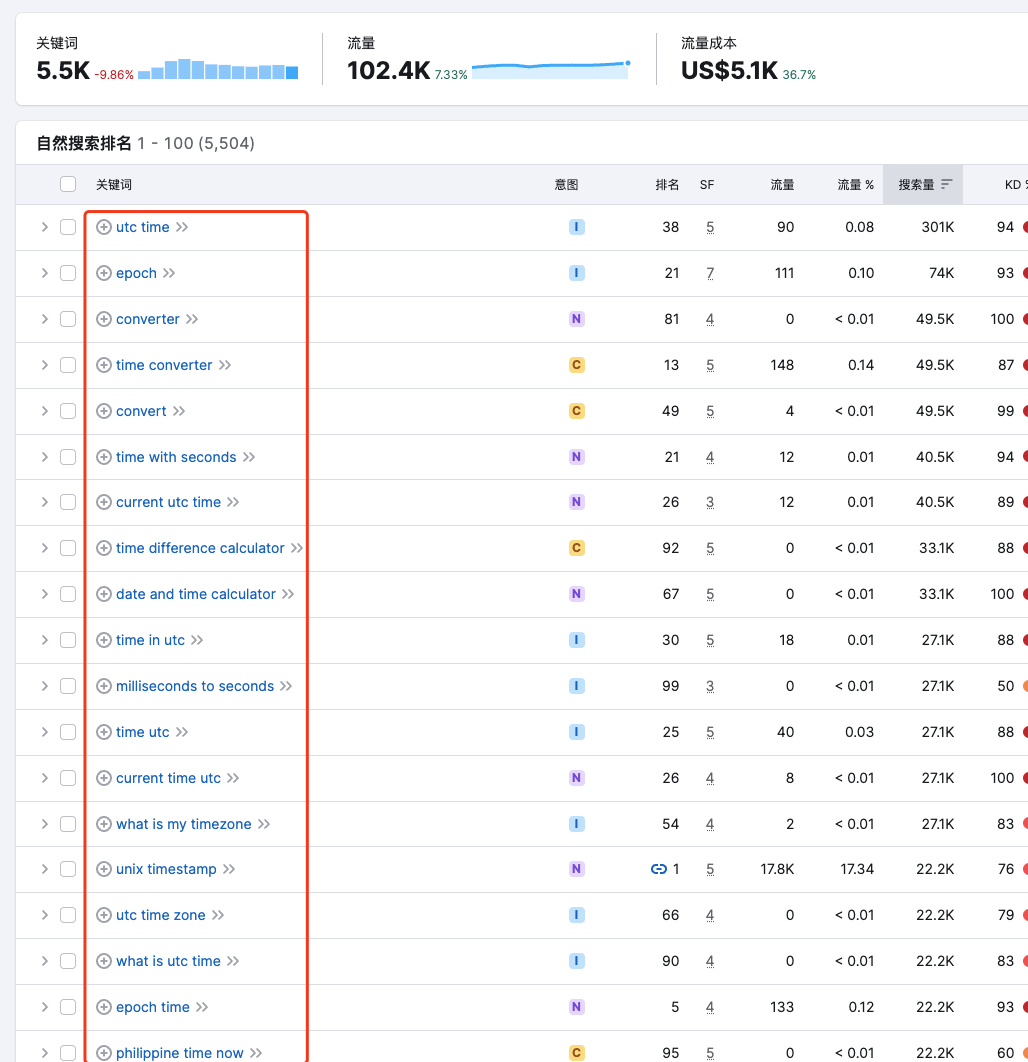 关键词 流量 流量成本
5.5K -9.86% 102.4K 7.33% US$5.1K 36.7%
自然搜索排名 1 - 100 (5,504)
关键词 意图 排名 SF 流量 流量 % 搜索量 KD %
utc time I 38 5 90 0.08 301K 94
epoch I 21 7 111 0.10 74K 93
converter N 81 4 0 < 0.01 49.5K 100
time converter C 13 5 148 0.14 49.5K 87
convert C 49 5 4 < 0.01 49.5K 99
time with seconds N 21 4 12 0.01 40.5K 94
current utc time N 26 3 12 0.01 40.5K 89
time difference calculator C 92 5 0 < 0.01 33.1K 88
date and time calculator N 67 5 0 < 0.01 33.1K 100
time in utc I 30 5 18 0.01 27.1K 88
milliseconds to seconds I 99 3 0 < 0.01 27.1K 50
time utc I 25 5 40 0.03 27.1K 88
current time utc N 26 4 8 < 0.01 27.1K 100
what is my timezone I 54 4 2 < 0.01 27.1K 83
unix timestamp N 1 5 17.8K 17.34 22.2K 76
utc time zone I 66 4 0 < 0.01 22.2K 79
what is utc time I 90 4 0 < 0.01 22.2K 83
epoch time N 5 4 133 0.12 22.2K 93
philippine time now C 95 5 0 < 0.01 22.2K 60